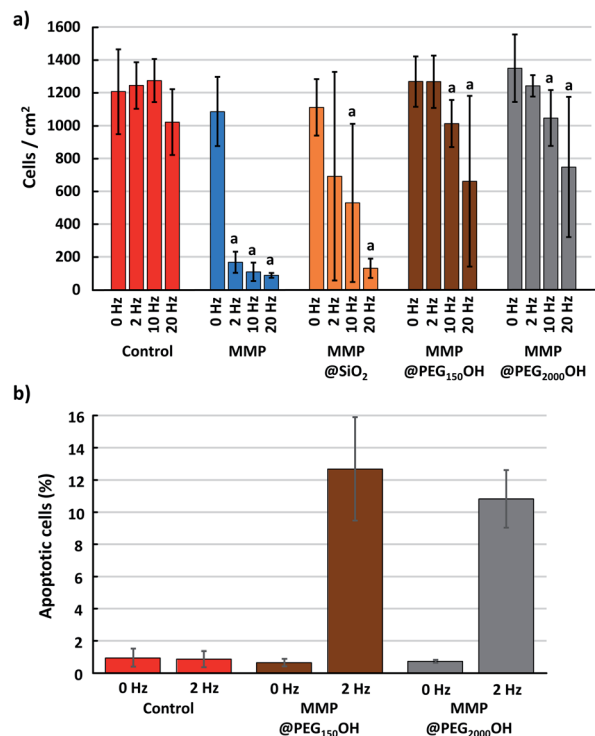 a)
Cells / cm²
1600
1400
1200
1000
800
600
400
200
0
a a a
a a
a a
a a
0 Hz 2 Hz 10 Hz 20 Hz 0 Hz 2 Hz 10 Hz 20 Hz 0 Hz 2 Hz 10 Hz 20 Hz 0 Hz 2 Hz 10 Hz 20 Hz 0 Hz 2 Hz 10 Hz 20 Hz
Control MMP MMP MMP MMP
@SiO₂ @PEG₁₅₀OH @PEG₂₀₀₀OH
b)
Apoptotic cells (%)
16
14
12
10
8
6
4
2
0
0 Hz 2 Hz 0 Hz 2 Hz 0 Hz 2 Hz
Control MMP MMP
@PEG₁₅₀OH @PEG₂₀₀₀OH